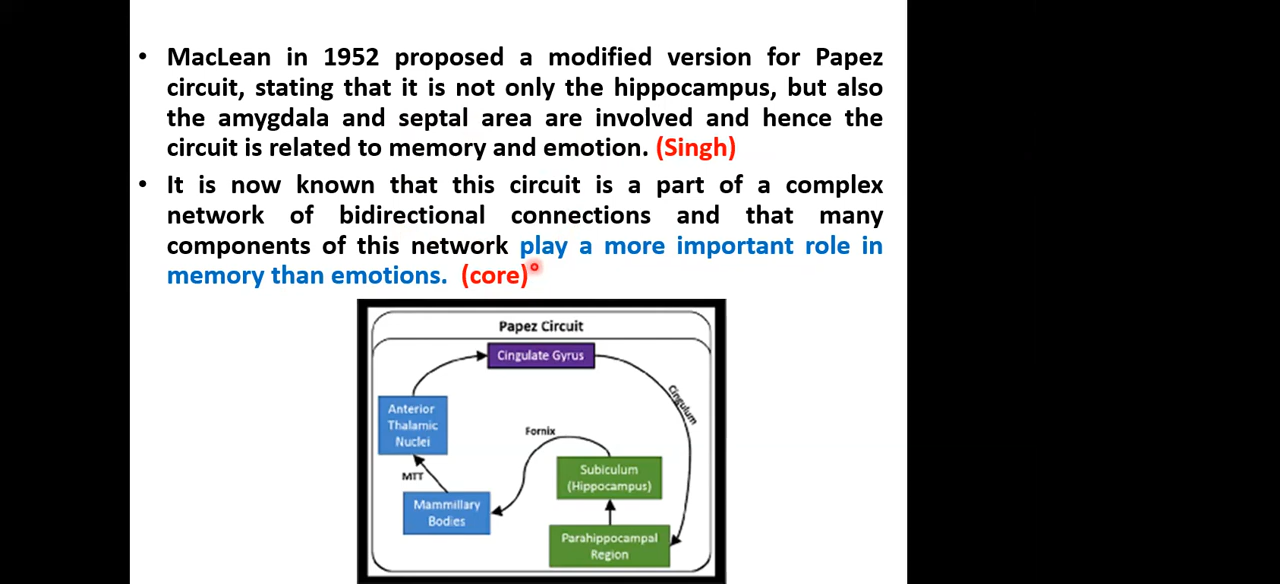 • MacLean in 1952 proposed a modified version for Papez
circuit, stating that it is not only the hippocampus, but also
the amygdala and septal area are involved and hence the
circuit is related to memory and emotion. (Singh)
• It is now known that this circuit is a part of a complex
network of bidirectional connections and that many
components of this network play a more important role in
memory than emotions. (core)
Papez Circuit
Cingulate Gyrus
Cingulum
Anterior
Thalamic
Nuclei
Fornix
MTT
Subiculum
(Hippocampus)
Mammillary
Bodies
Parahippocampal
Region